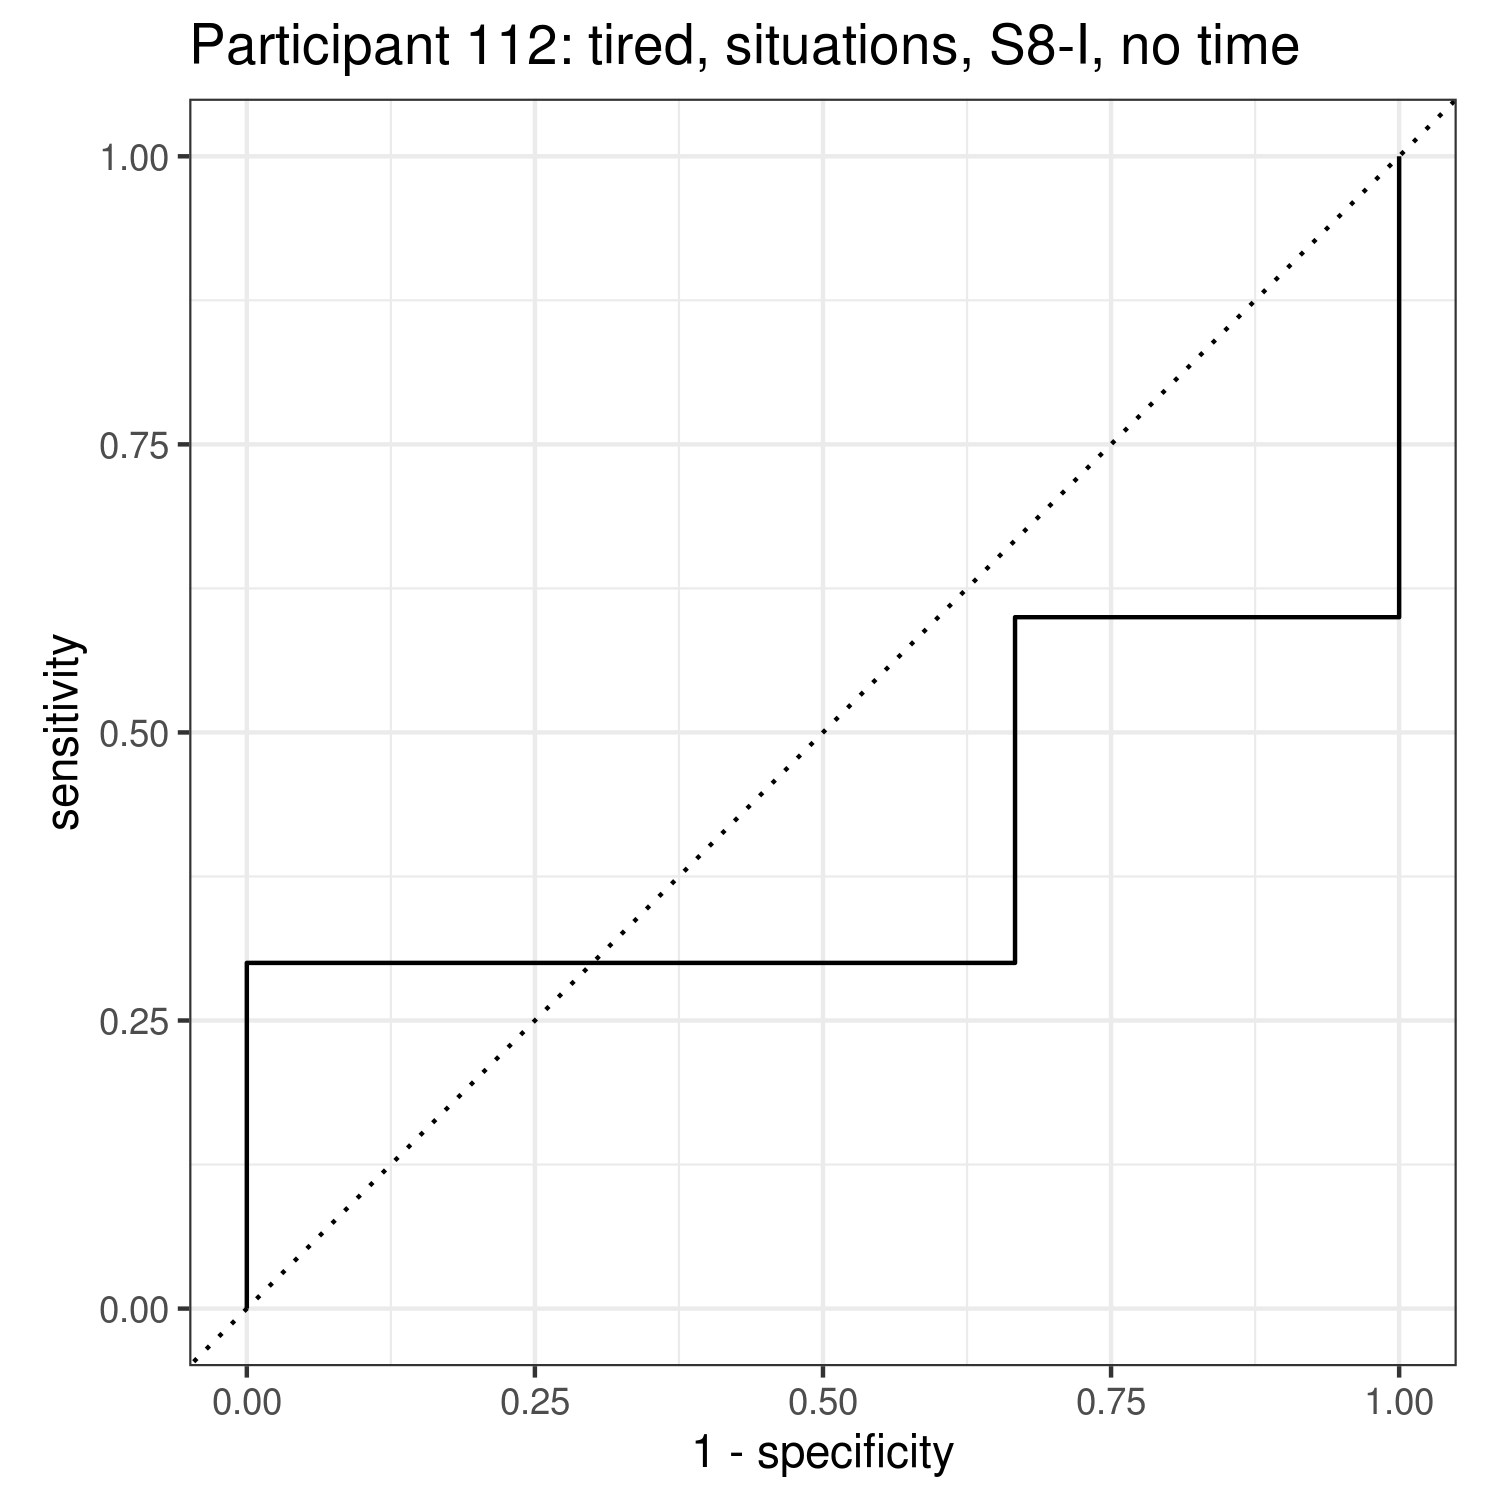 Participant 112: tired, situations, S8-I, no time
1.00
0.75
0.50
0.25
0.00
sensitivity
0.00 0.25 0.50 0.75 1.00
1 - specificity